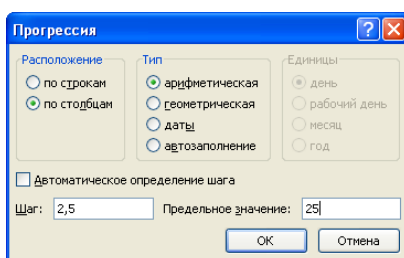 Прогрессия
Расположение
по строкам
по столбцам
Тип
арифметическая
геометрическая
даты
автозаполнение
Единицы
день
рабочий день
месяц
год
Автоматическое определение шага
Шаг: 2,5 Предельное значение: 25
ОК Отмена